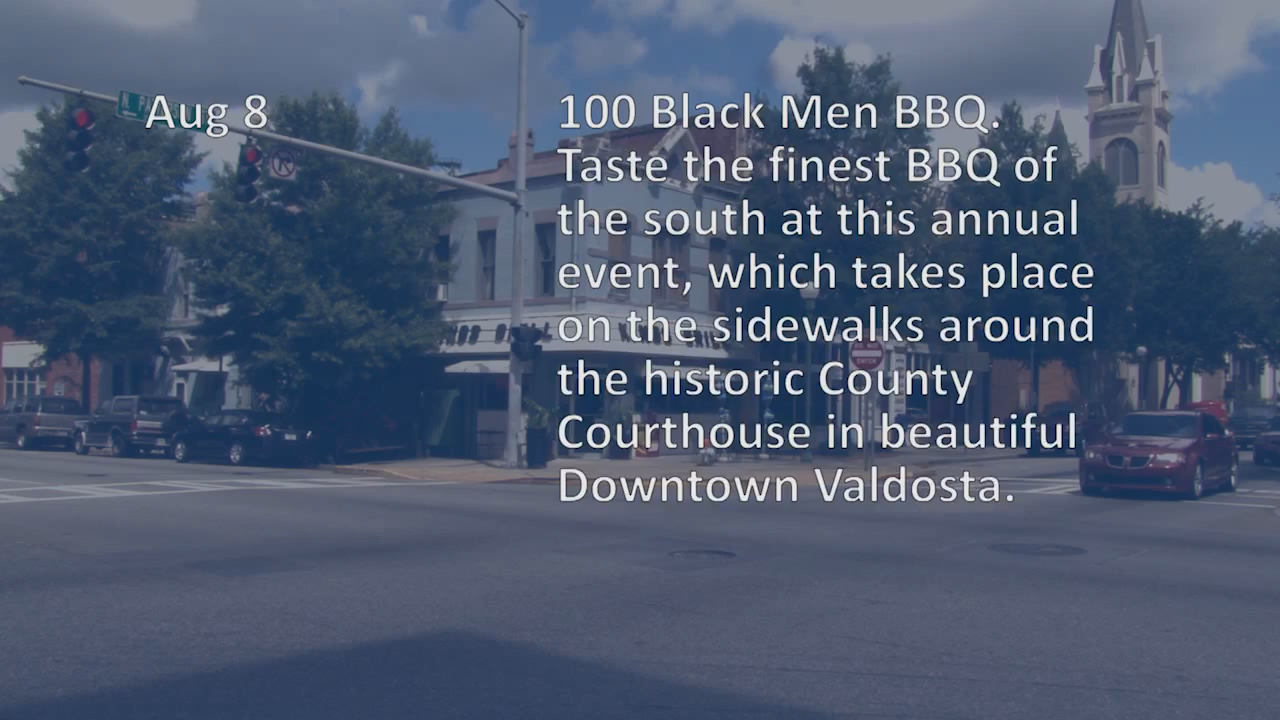 Aug 8
100 Black Men BBQ.
Taste the finest BBQ of
the south at this annual
event, which takes place
on the sidewalks around
the historic County
Courthouse in beautiful
Downtown Valdosta.
ENTER